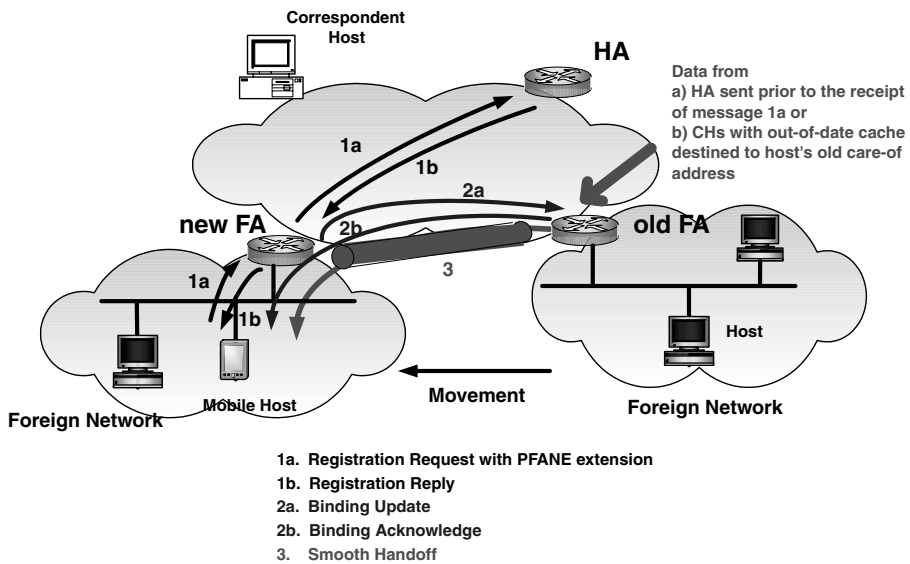 Correspondent
Host
HA
Data from
a) HA sent prior to the receipt
of message 1a or
b) CHs with out-of-date cache
destined to host's old care-of
address
1a
1b
2a
new FA
2b
old FA
3
1a
1b
Host
Movement
Mobile Host
Foreign Network
Foreign Network
1a. Registration Request with PFANE extension
1b. Registration Reply
2a. Binding Update
2b. Binding Acknowledge
3. Smooth Handoff